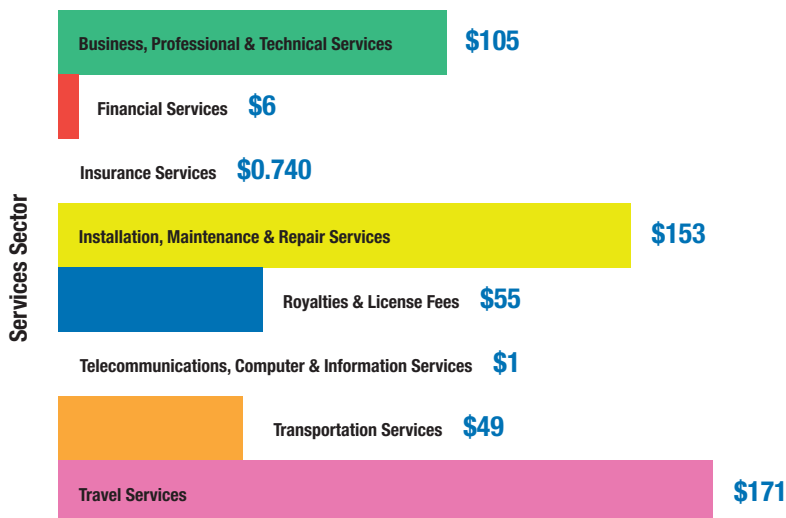 Services Sector
Business, Professional & Technical Services $105
Financial Services $6
Insurance Services $0.740
Installation, Maintenance & Repair Services $153
Royalties & License Fees $55
Telecommunications, Computer & Information Services $1
Transportation Services $49
Travel Services $171